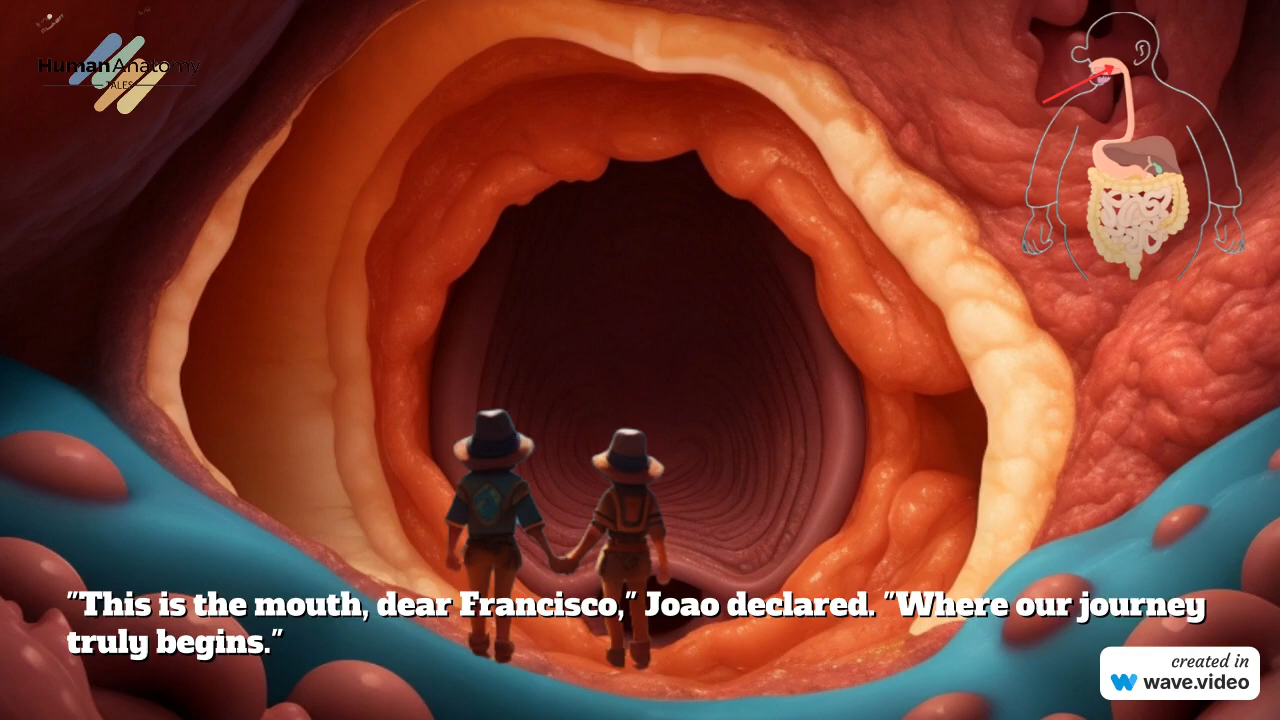 HumanAnatomy
TALES
"This is the mouth, dear Francisco," Joao declared. "Where our journey
truly begins."
created in
wave.video